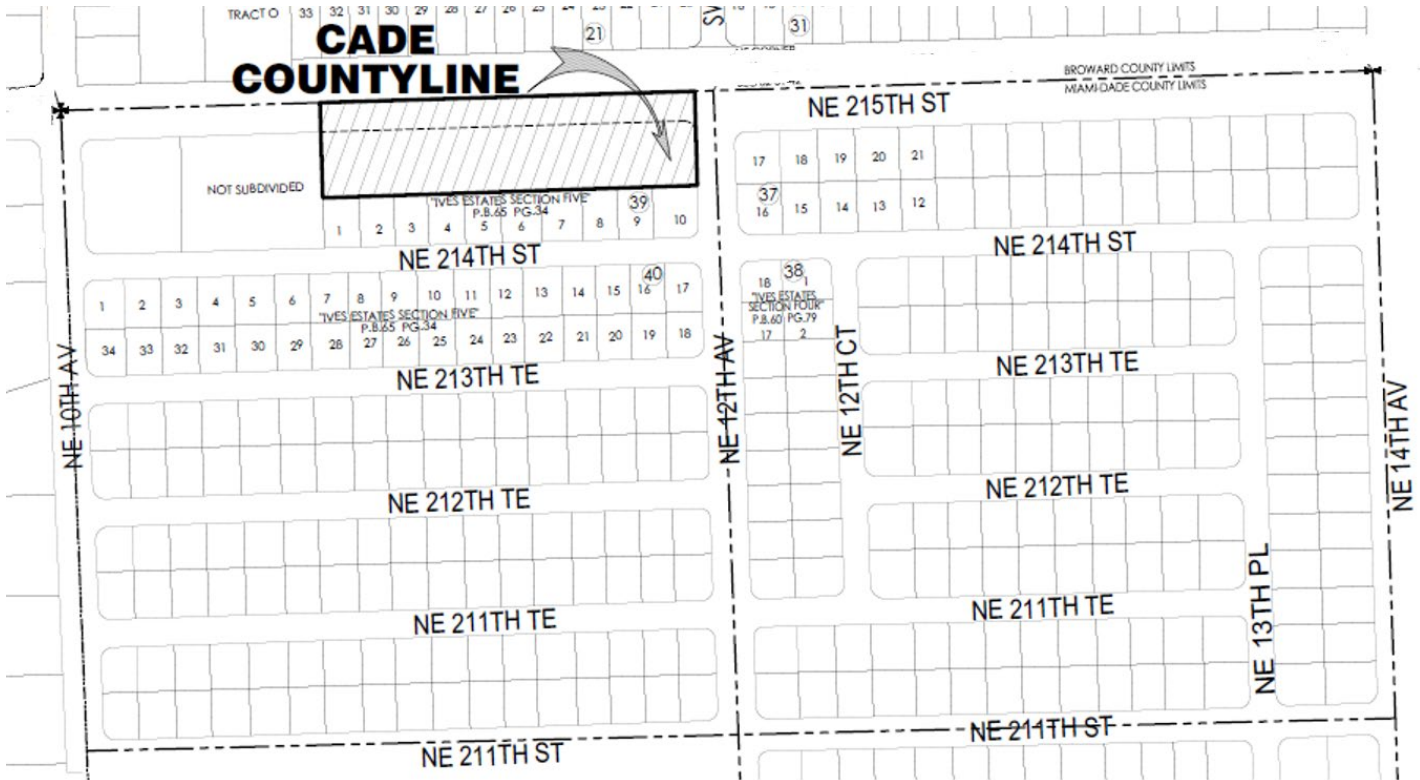 TRACT O 33 32 31 30 29 28 27 26 25 24
21
31
CADE
COUNTYLINE
BROWARD COUNTY LIMITS
MIAMI-DADE COUNTY LIMITS
NE 215TH ST
17 18 19 20 21
NOT SUBDIVIDED
"IVES ESTATES SECTION FIVE"
P.B.65 PG.34
39
37
16 15 14 13 12
1 2 3 4 5 6 7 8 9 10
NE 214TH ST
NE 214TH ST
40
1 2 3 4 5 6 7 8 9 10 11 12 13 14 15 16 17
"IVES ESTATES SECTION FIVE"
P.B.65 PG.34
34 33 32 31 30 29 28 27 26 25 24 23 22 21 20 19 18
38
18 1
"IVES ESTATES
SECTION FOUR"
P.B.60 PG.79
17 2
NE 213TH TE
NE 213TH TE
NE 10TH AV
NE 12TH AV
NE 12TH CT
NE 14TH AV
NE 212TH TE
NE 212TH TE
NE 211TH TE
NE 211TH TE
NE 13TH PL
NE 211TH ST
NE 211TH ST